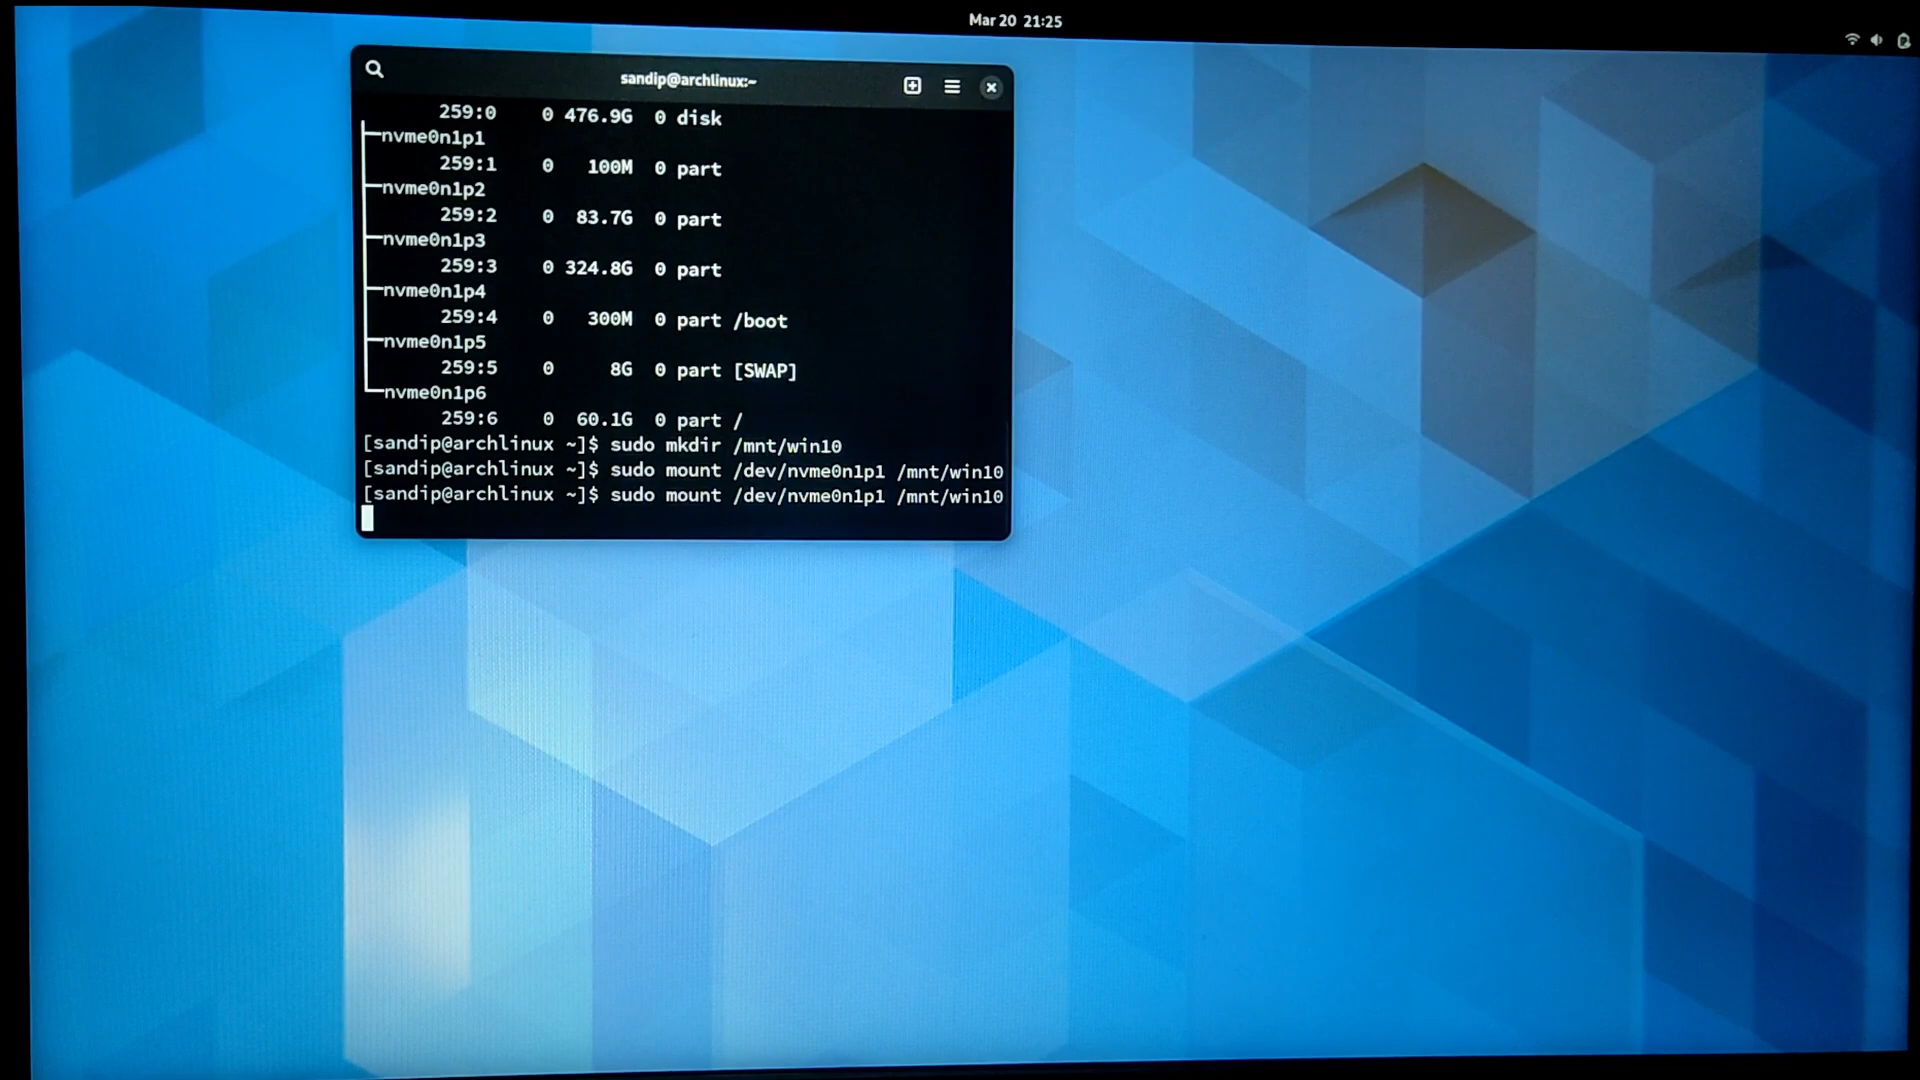 Mar 20 21:25
sandip@archlinux:~
259:0 0 476.9G 0 disk
├─nvme0n1p1
259:1 0 100M 0 part
├─nvme0n1p2
259:2 0 83.7G 0 part
├─nvme0n1p3
259:3 0 324.8G 0 part
├─nvme0n1p4
259:4 0 300M 0 part /boot
├─nvme0n1p5
259:5 0 8G 0 part [SWAP]
└─nvme0n1p6
259:6 0 60.1G 0 part /
[sandip@archlinux ~]$ sudo mkdir /mnt/win10
[sandip@archlinux ~]$ sudo mount /dev/nvme0n1p1 /mnt/win10
[sandip@archlinux ~]$ sudo mount /dev/nvme0n1p1 /mnt/win10